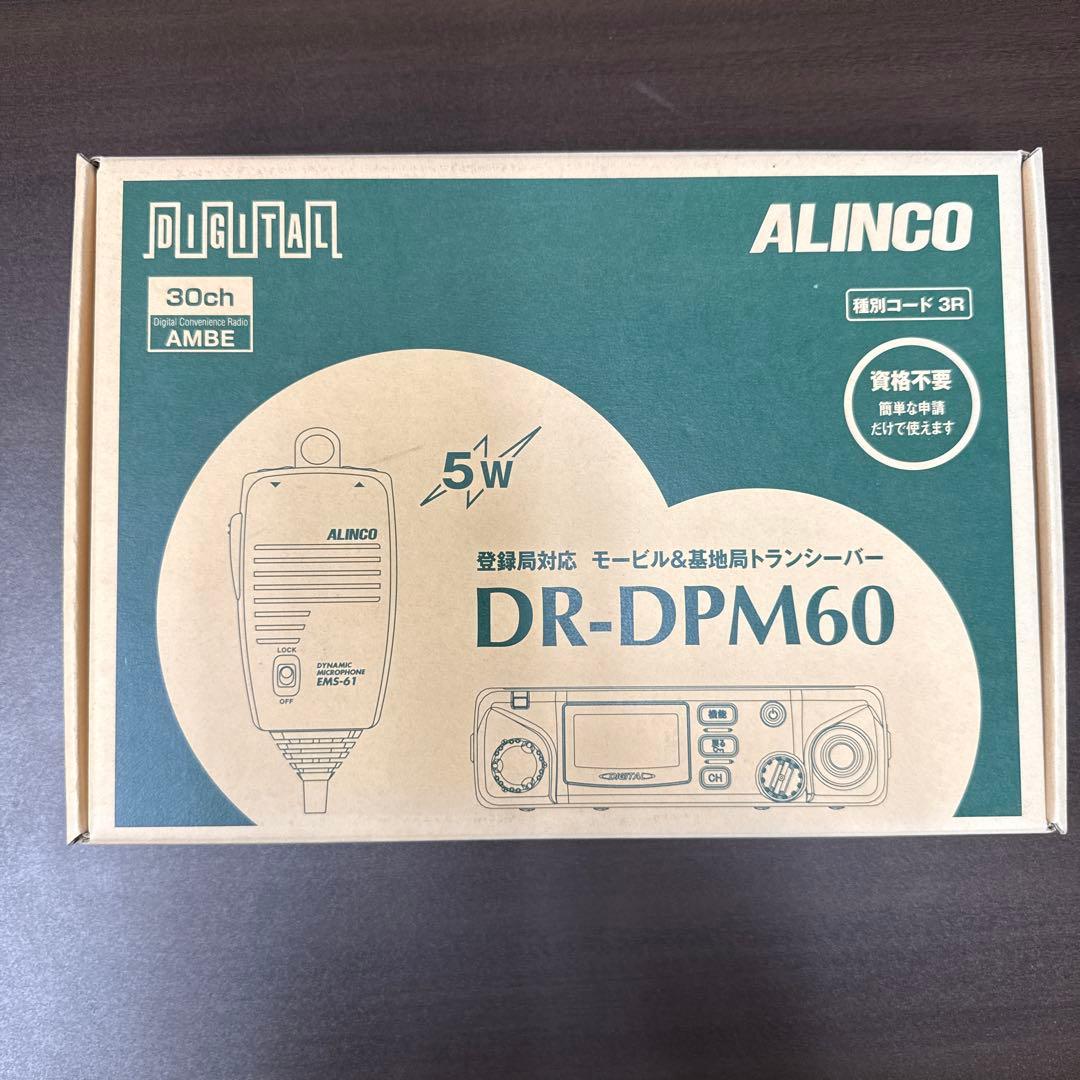 DIGITAL
ALINCO
30ch
Digital Convenience Radio
AMBE
種別コード 3R
資格不要
簡単な申請
だけで使えます
5W
ALINCO
登録局対応 モービル&基地局トランシーバー
DR-DPM60
LOCK
OFF
DYNAMIC
MICROPHONE
EMS-61
機能
戻る
CH
DIGITAL